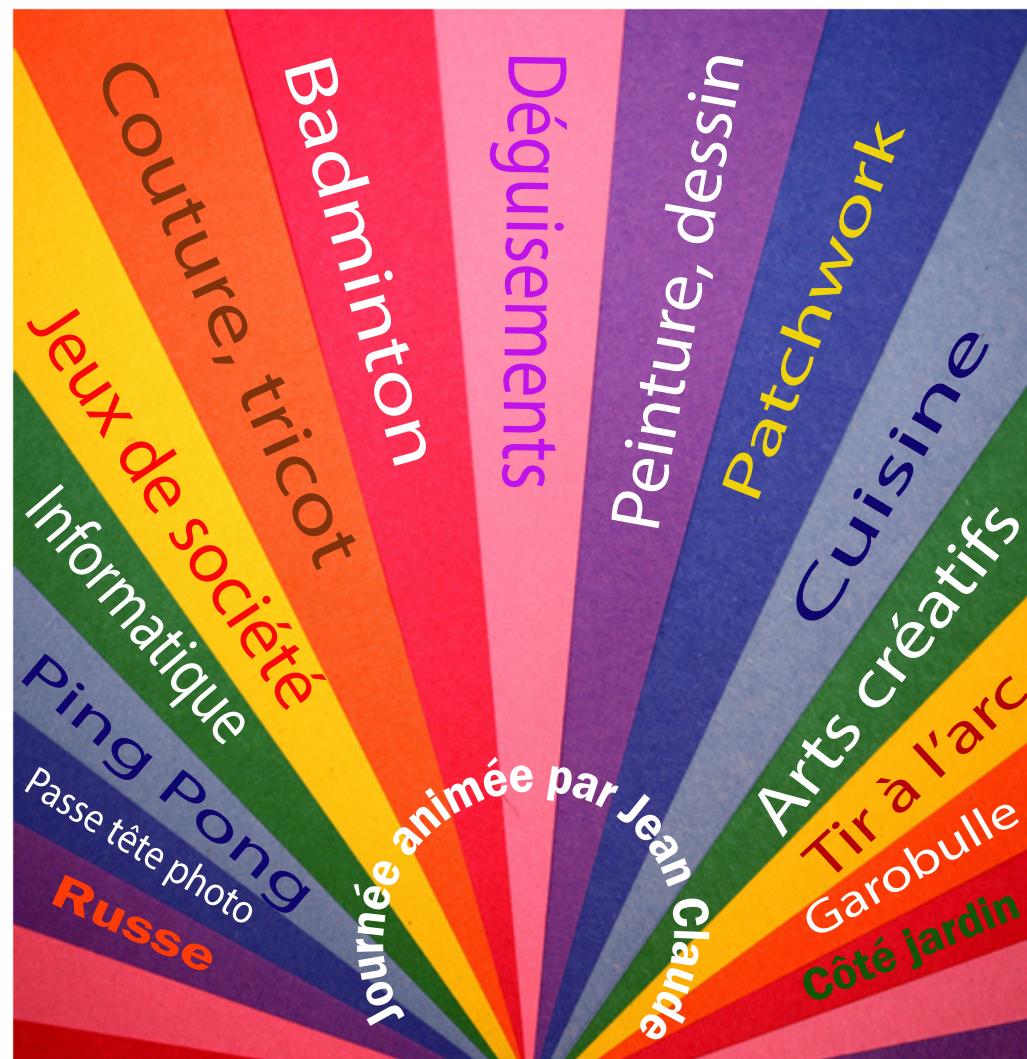 Russe
Passe tête photo
Ping Pong
Informatique
Jeux de société
Couture, tricot
Badminton
Déguisements
Peinture, dessin
Patchwork
Cuisine
Arts créatifs
Tir à l'arc
Garobulle
Côté jardin
Journée animée par Jean Claude